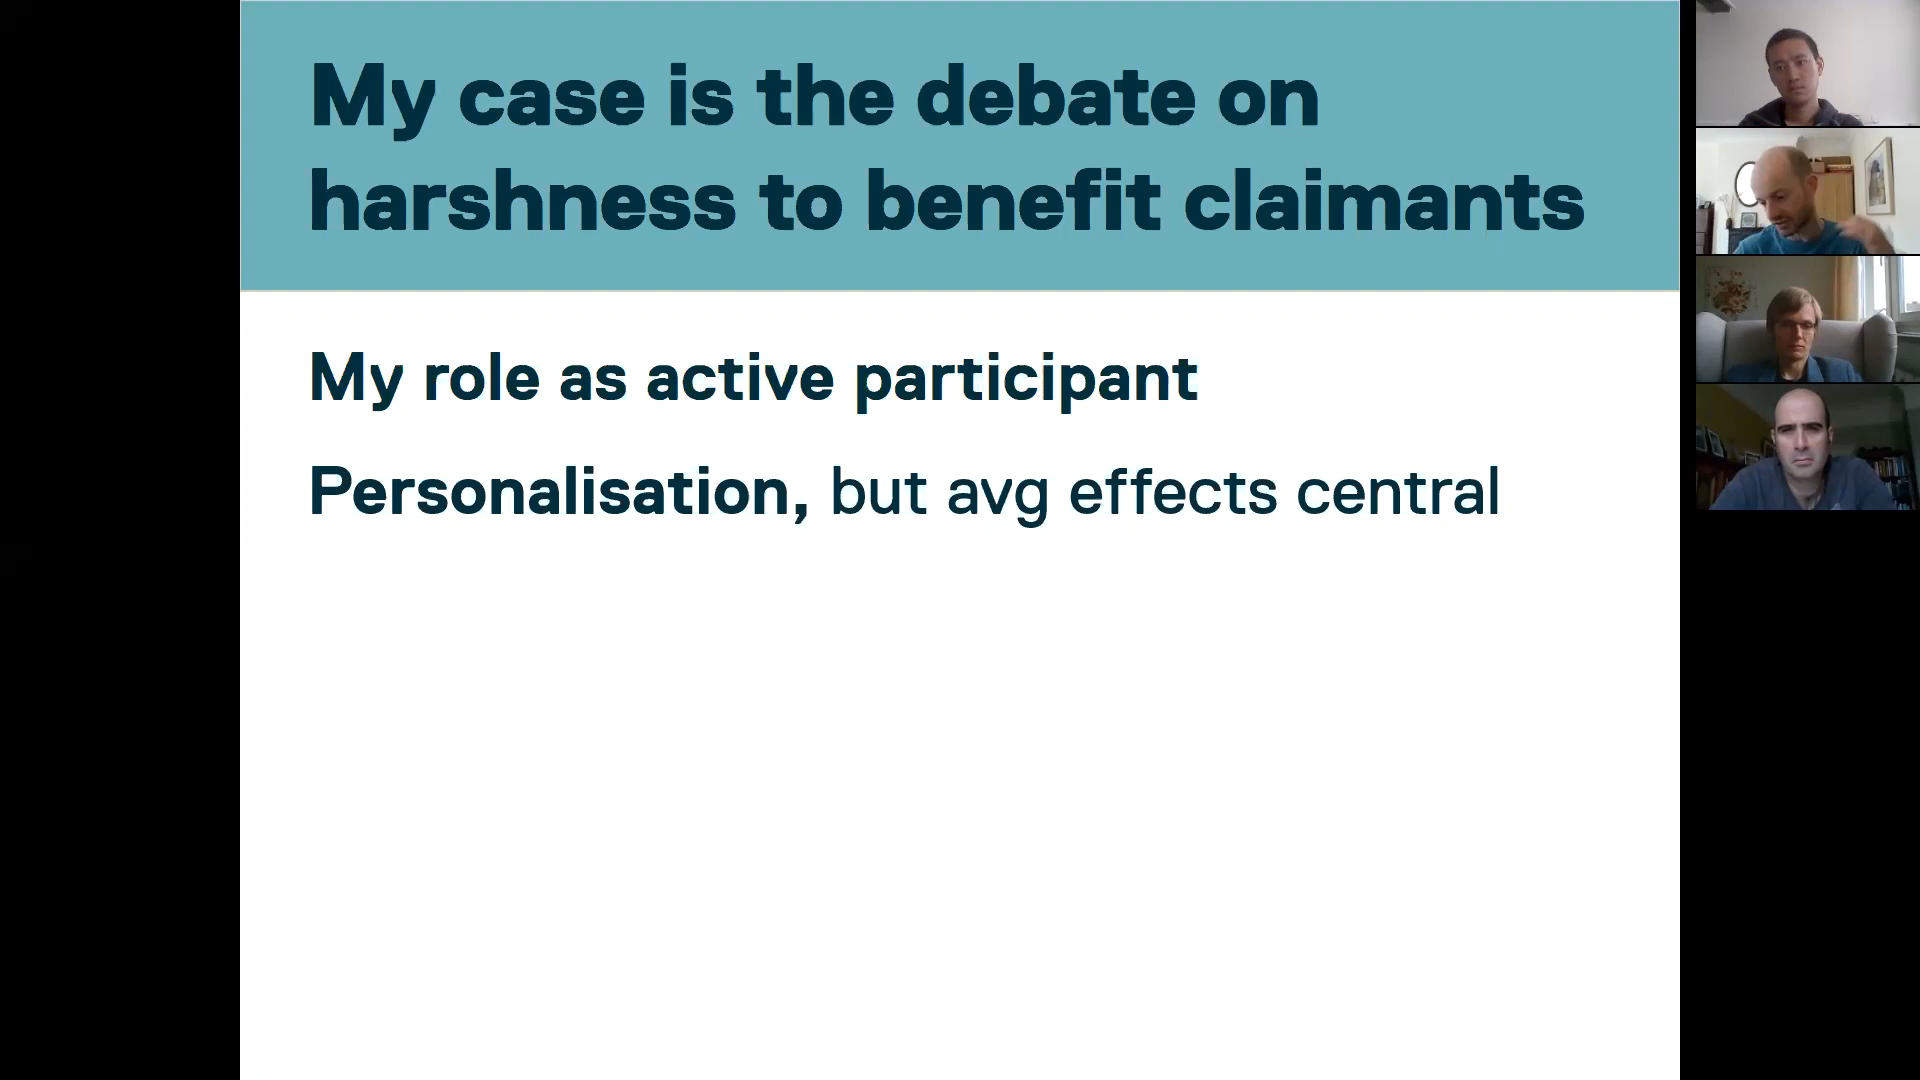 My case is the debate on
harshness to benefit claimants
My role as active participant
Personalisation, but avg effects central